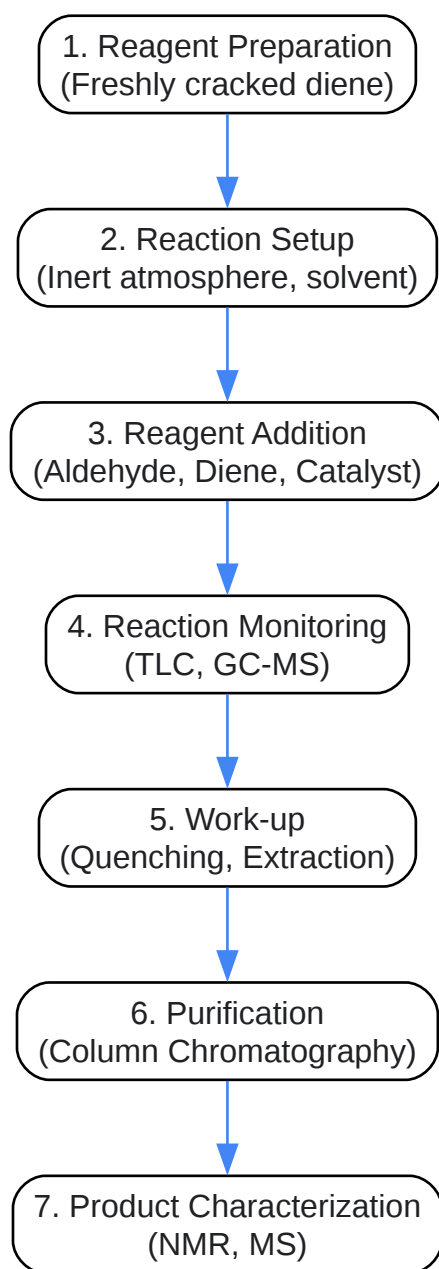 1. Reagent Preparation
(Freshly cracked diene)
2. Reaction Setup
(Inert atmosphere, solvent)
3. Reagent Addition
(Aldehyde, Diene, Catalyst)
4. Reaction Monitoring
(TLC, GC-MS)
5. Work-up
(Quenching, Extraction)
6. Purification
(Column Chromatography)
7. Product Characterization
(NMR, MS)